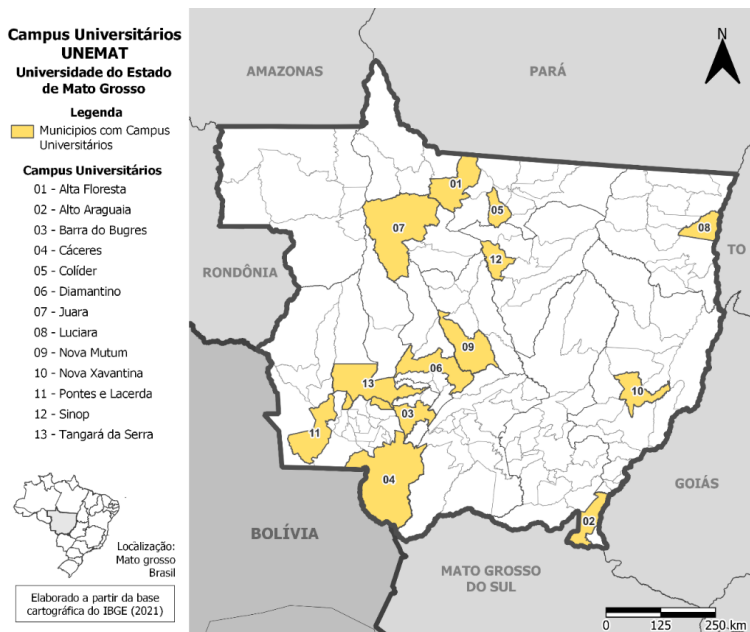 Campus Universitários
UNEMAT
Universidade do Estado
de Mato Grosso
Legenda
Municipios com Campus
Universitários
Campus Universitários
01 - Alta Floresta
02 - Alto Araguaia
03 - Barra do Bugres
04 - Cáceres
05 - Colíder
06 - Diamantino
07 - Juara
08 - Luciara
09 - Nova Mutum
10 - Nova Xavantina
11 - Pontes e Lacerda
12 - Sinop
13 - Tangará da Serra
Localização:
Mato grosso
Brasil
Elaborado a partir da base
cartográfica do IBGE (2021)
N
AMAZONAS
PARÁ
01
05
07
08
12
TO
RONDÔNIA
09
06
13
10
03
11
04
GOIÁS
02
BOLÍVIA
MATO GROSSO
DO SUL
0 125 250 km